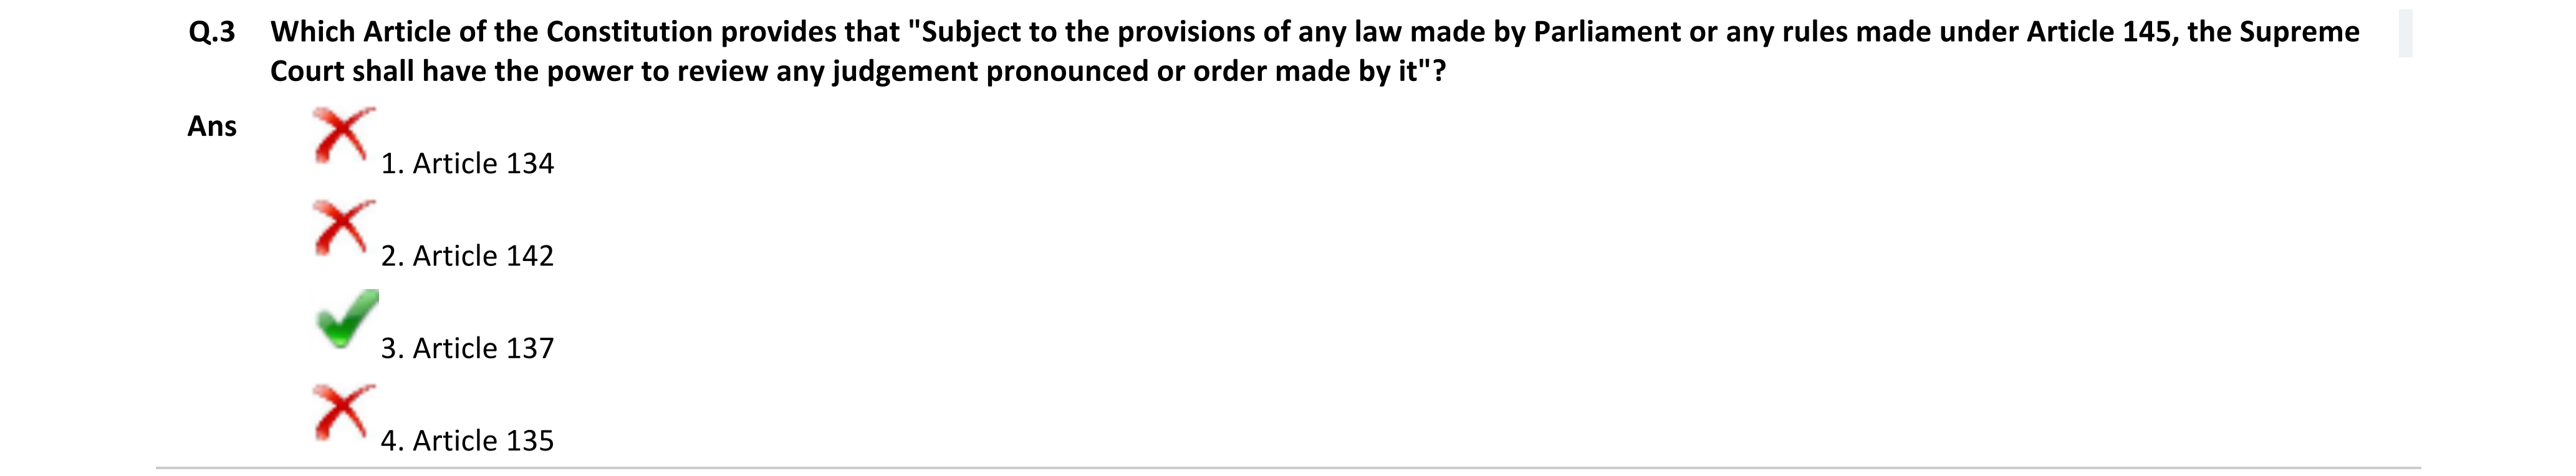 Q.3 Which Article of the Constitution provides that "Subject to the provisions of any law made by Parliament or any rules made under Article 145, the Supreme
Court shall have the power to review any judgement pronounced or order made by it"?
Ans
1. Article 134
2. Article 142
3. Article 137
4. Article 135